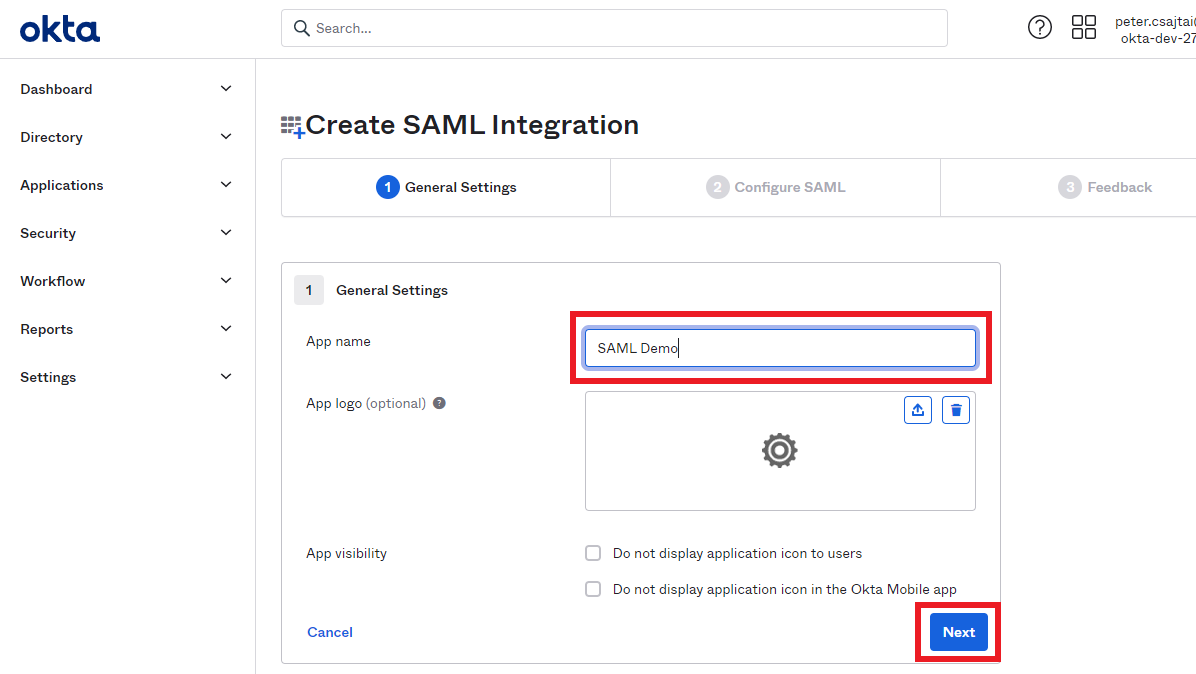 okta
Search...
?
peter.csajtai@
okta-dev-27
Dashboard
Directory
Applications
Security
Workflow
Reports
Settings
Create SAML Integration
1 General Settings
2 Configure SAML
3 Feedback
1 General Settings
App name
SAML Demo
App logo (optional) ?
App visibility
Do not display application icon to users
Do not display application icon in the Okta Mobile app
Cancel
Next